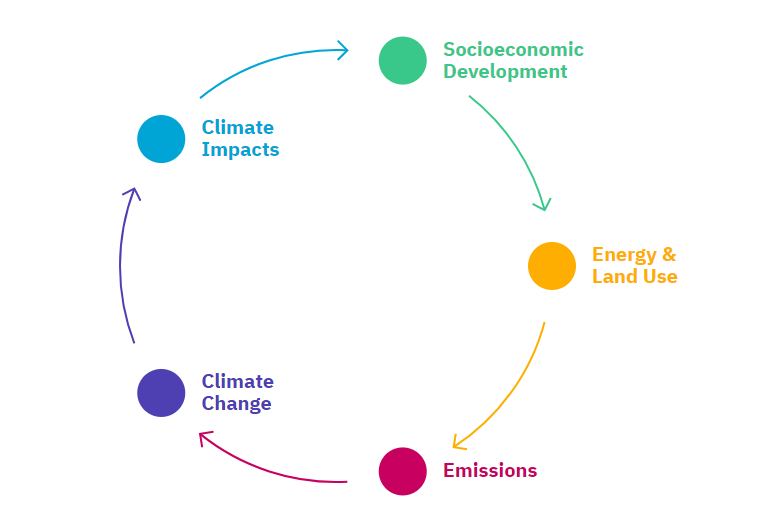 Socioeconomic
Development
Climate
Impacts
Energy &
Land Use
Climate
Change
Emissions